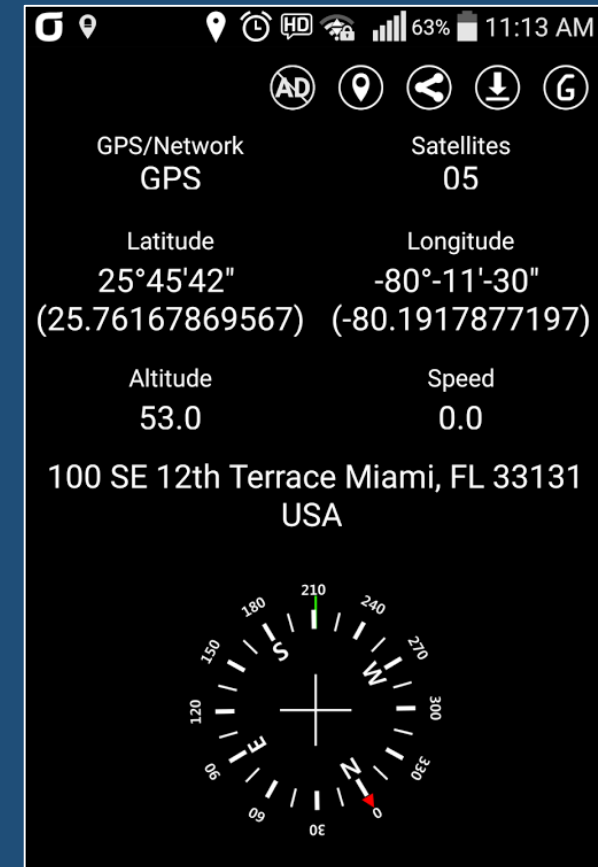 HD 63% 11:13 AM
AD G
GPS/Network Satellites
GPS 05
Latitude Longitude
25°45'42" -80°-11'-30"
(25.76167869567) (-80.1917877197)
Altitude Speed
53.0 0.0
100 SE 12th Terrace Miami, FL 33131
USA
210
180 240
150 S 270
W
120 300
E
90 N 330
60 0
30